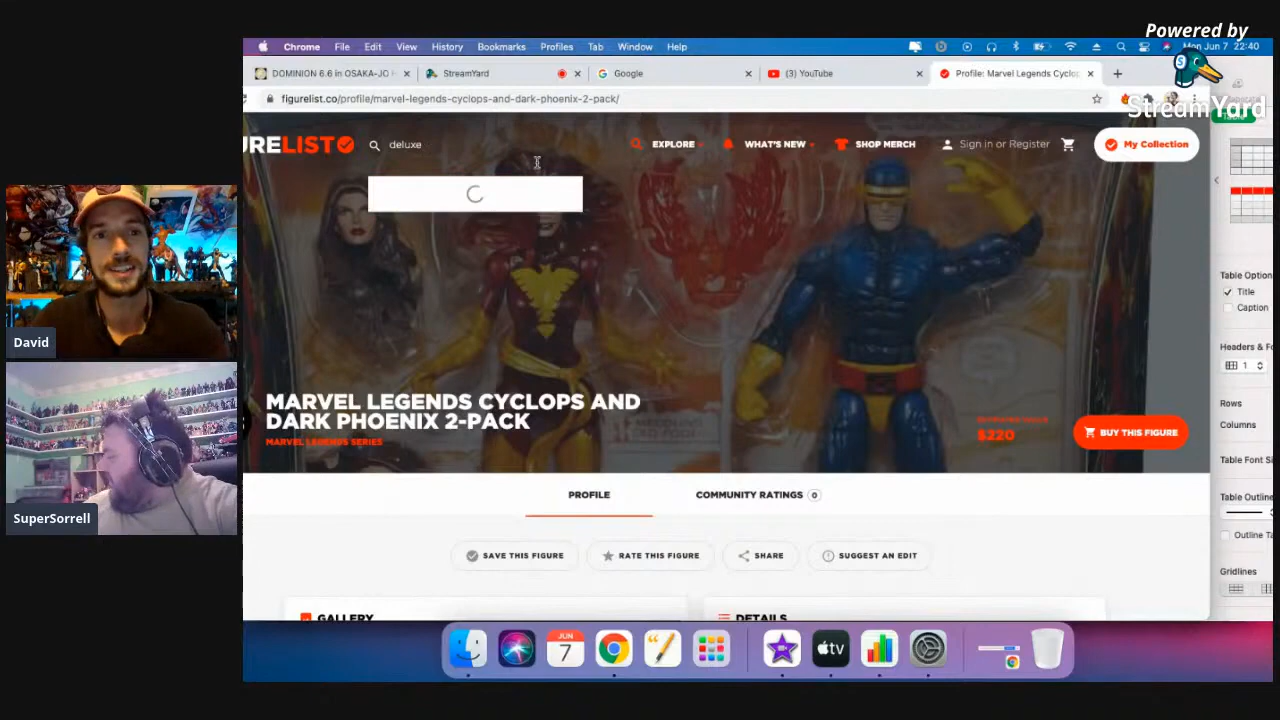 Powered by
StreamYard
Chrome File Edit View History Bookmarks Profiles Tab Window Help
Mon Jun 7 22:40
DOMINION 6.6 in OSAKA-JO
StreamYard
Google
(3) YouTube
Profile: Marvel Legends Cyclo
figurelist.co/profile/marvel-legends-cyclops-and-dark-phoenix-2-pack/
URELIST
deluxe
EXPLORE
WHAT'S NEW
SHOP MERCH
Sign in or Register
My Collection
MARVEL LEGENDS CYCLOPS AND
DARK PHOENIX 2-PACK
MARVEL LEGENDS SERIES
$220
BUY THIS FIGURE
PROFILE
COMMUNITY RATINGS 0
SAVE THIS FIGURE
RATE THIS FIGURE
SHARE
SUGGEST AN EDIT
GALLERY
DETAILS
Table Option
Title
Caption
Headers & Fo
1
Rows
Columns
Table Font Si
Table Outline
Outline Ta
Gridlines
David
SuperSorrell
JUN
7
tv